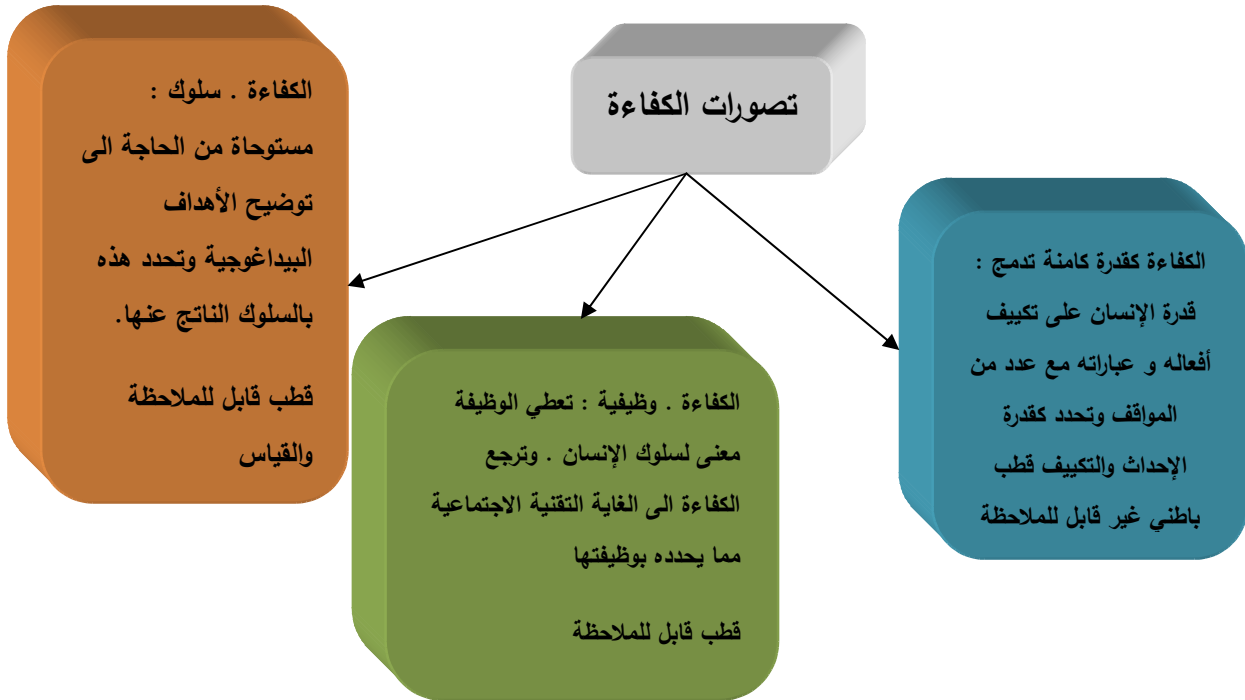 تصورات الكفاءة
الكفاءة كقدرة كامنة تدمج :
قدرة الإنسان على تكييف
أفعاله و عباراته مع عدد من
المواقف وتحدد كقدرة
الإحداث والتكييف قطب
باطني غير قابل للملاحظة
الكفاءة . وظيفية : تعطي الوظيفة
معنى لسلوك الإنسان . وترجع
الكفاءة الى الغاية التقنية الاجتماعية
مما يحدده بوظيفتها
قطب قابل للملاحظة
الكفاءة . سلوك :
مستوحاة من الحاجة الى
توضيح الأهداف
البيداغوجية وتحدد هذه
بالسلوك الناتج عنها.
قطب قابل للملاحظة
والقياس